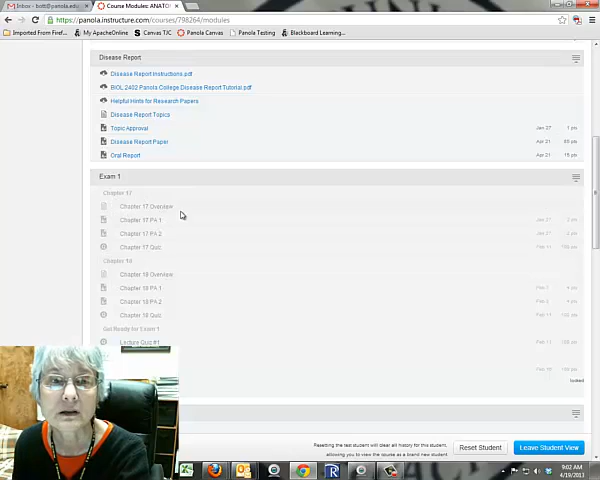 Inbox - bott@panola.edu
Course Modules: ANATO
https://panola.instructure.com/courses/798264/modules
Imported From Firefox
My ApacheOnline
Submit
Canvas TJC
Panola Canvas
Panola Testing
Blackboard Learning...
Disease Report
Disease Report Instructions.pdf
BIOL 2402 Panola College Disease Report Tutorial.pdf
Helpful Hints for Research Papers
Disease Report Topics
Topic Approval Jan 27 1 pts
Disease Report Paper Apr 21
Oral Report Apr 21 15 pts
Exam 1
Chapter 17
Chapter 17 Overview
Chapter 17 PA 1 Jan 27
Chapter 17 PA 2 Jan 27
Chapter 17 Quiz Feb 11
Chapter 18
Chapter 18 Overview
Chapter 18 PA 1
Chapter 18 PA 2
Chapter 18 Quiz Feb 11
Get Ready for Exam 1
Lecture Quiz #1 Feb 11
locked
Resetting the test student will clear all history for this student,
allowing you to view the course as a brand new student.
Reset Student
Leave Student View
9:02 AM
4/19/2013